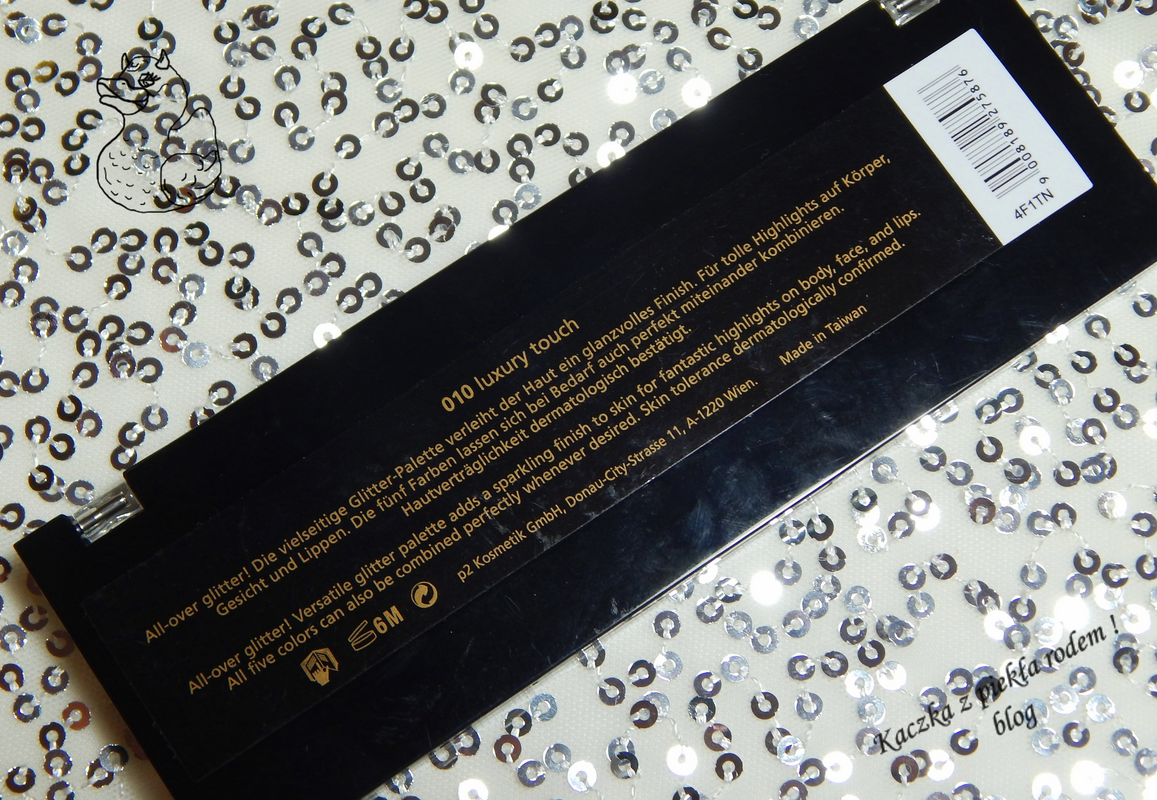 010 luxury touch
All-over glitter! Die vielseitige Glitter-Palette verleiht der Haut ein glanzvolles Finish. Für tolle Highlights auf Körper,
Gesicht und Lippen. Die fünf Farben lassen sich bei Bedarf auch perfekt miteinander kombinieren.
Hautverträglichkeit dermatologisch bestätigt.
All-over glitter! Versatile glitter palette adds a sparkling finish to skin for fantastic highlights on body, face, and lips.
All five colors can also be combined perfectly whenever desired. Skin tolerance dermatologically confirmed.
6M
p2 Kosmetik GmbH, Donau-City-Strasse 11, A-1220 Wien. Made in Taiwan
9 008189 275876
4F1TN
Kaczka z piekła rodem !
blog